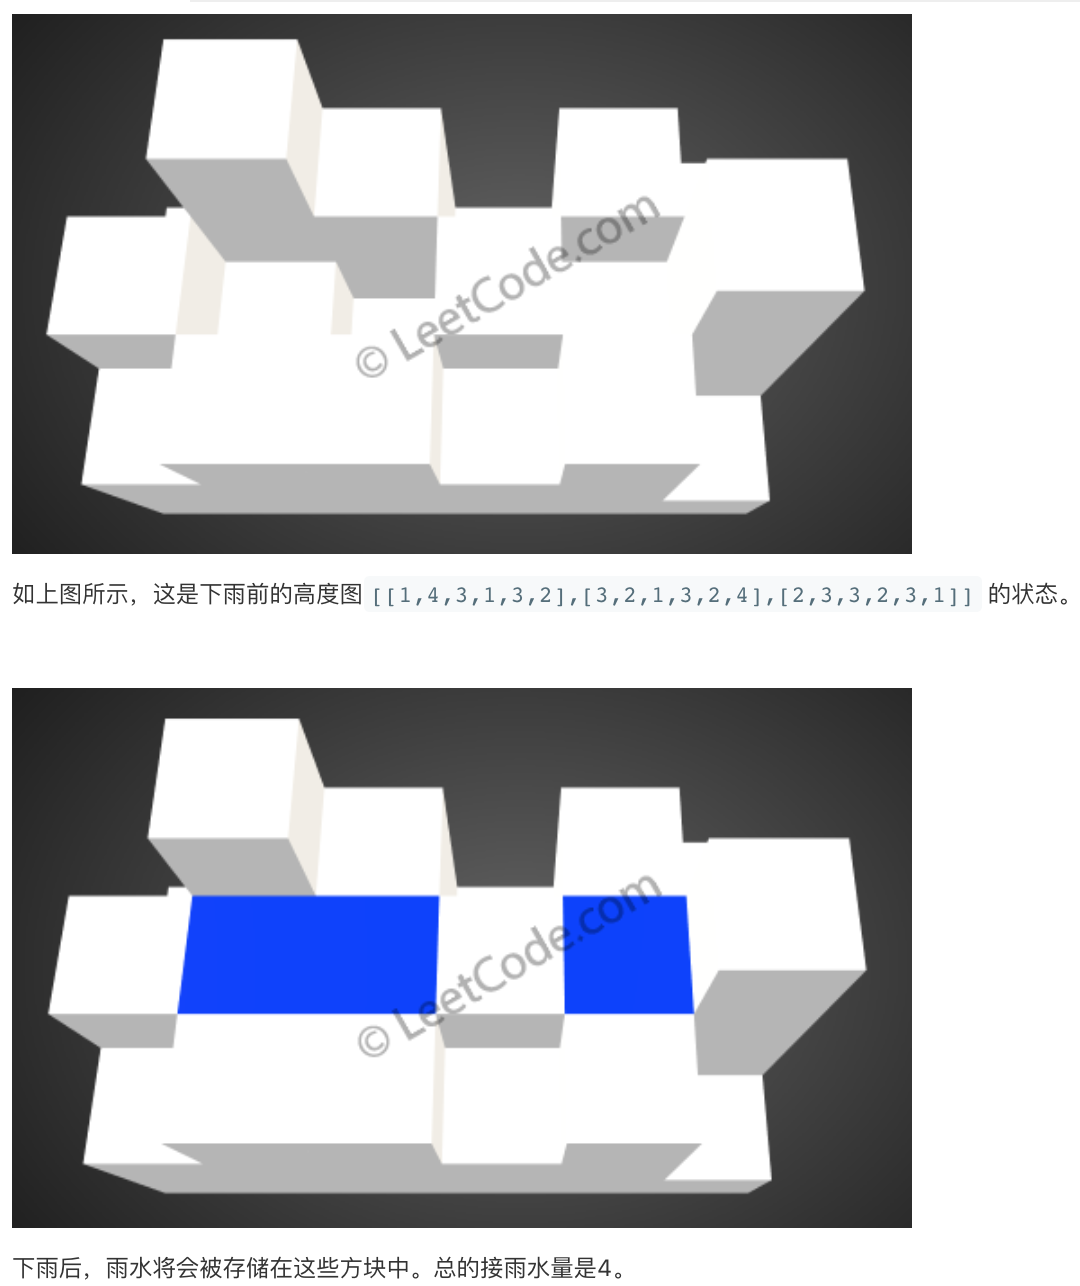 © LeetCode.com
如上图所示，这是下雨前的高度图 [[1,4,3,1,3,2],[3,2,1,3,2,4],[2,3,3,2,3,1]] 的状态。
© LeetCode.com
下雨后，雨水将会被存储在这些方块中。总的接雨水量是4。